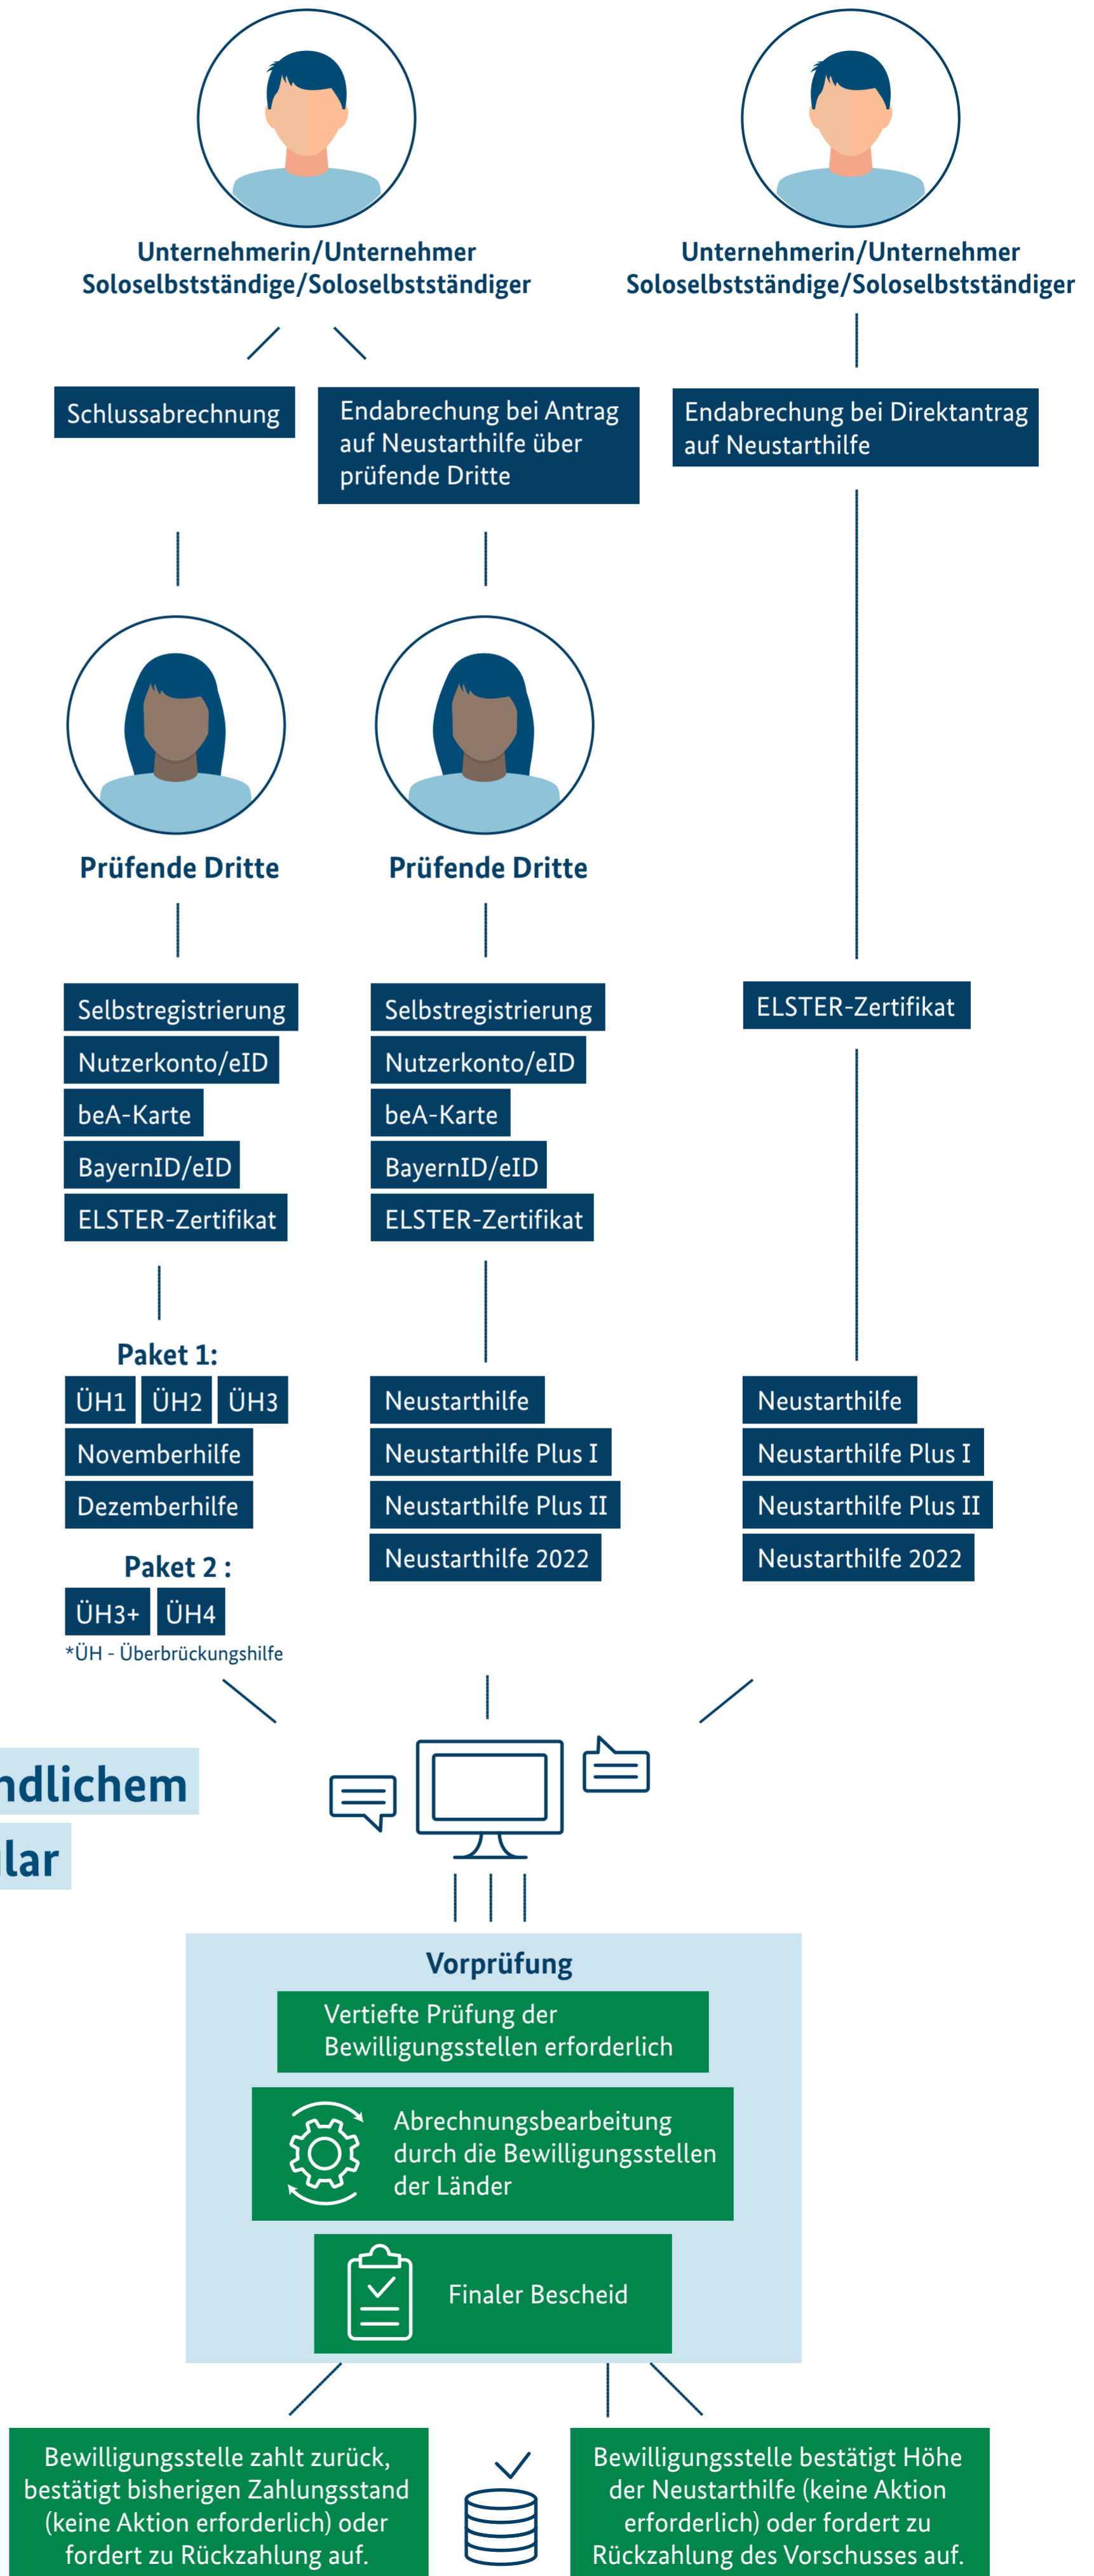 Unternehmerin/Unternehmer
Soloselbstständige/Soloselbstständiger
Unternehmerin/Unternehmer
Soloselbstständige/Soloselbstständiger
Schlussabrechnung
Endabrechung bei Antrag
auf Neustarthilfe über
prüfende Dritte
Endabrechung bei Direktantrag
auf Neustarthilfe
Prüfende Dritte
Prüfende Dritte
Selbstregistrierung
Nutzerkonto/eID
beA-Karte
BayernID/eID
ELSTER-Zertifikat
Selbstregistrierung
Nutzerkonto/eID
beA-Karte
BayernID/eID
ELSTER-Zertifikat
ELSTER-Zertifikat
Paket 1:
ÜH1 ÜH2 ÜH3
Novemberhilfe
Dezemberhilfe
Paket 2 :
ÜH3+ ÜH4
*ÜH - Überbrückungshilfe
Neustarthilfe
Neustarthilfe Plus I
Neustarthilfe Plus II
Neustarthilfe 2022
Neustarthilfe
Neustarthilfe Plus I
Neustarthilfe Plus II
Neustarthilfe 2022
ndlichem
lar
Vorprüfung
Vertiefte Prüfung der
Bewilligungsstellen erforderlich
Abrechnungsbearbeitung
durch die Bewilligungsstellen
der Länder
Finaler Bescheid
Bewilligungsstelle zahlt zurück,
bestätigt bisherigen Zahlungsstand
(keine Aktion erforderlich) oder
fordert zu Rückzahlung auf.
Bewilligungsstelle bestätigt Höhe
der Neustarthilfe (keine Aktion
erforderlich) oder fordert zu
Rückzahlung des Vorschusses auf.